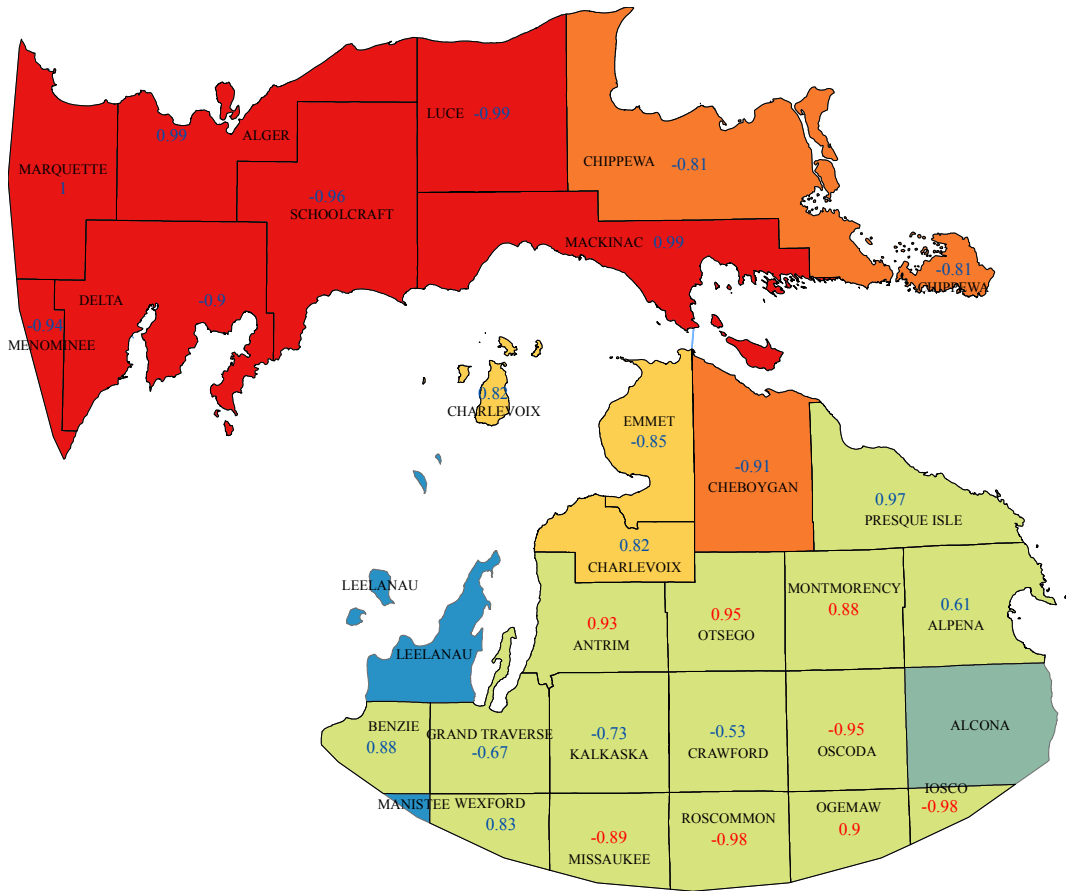 LUCE -0.99
0.99
ALGER
CHIPPEWA -0.81
MARQUETTE
1
-0.96
SCHOOLCRAFT
MACKINAC 0.99
-0.81
CHIPPEWA
DELTA -0.9
-0.94
MENOMINEE
0.82
CHARLEVOIX
EMMET
-0.85
-0.91
CHEBOYGAN
0.97
PRESQUE ISLE
0.82
CHARLEVOIX
LEELANAU
MONTMORENCY
0.88
0.61
ALPENA
0.93
ANTRIM
0.95
OTSEGO
LEELANAU
BENZIE
0.88
GRAND TRAVERSE
-0.67
-0.73
KALKASKA
-0.53
CRAWFORD
-0.95
OSCODA
ALCONA
MANISTEE
WEXFORD
0.83
-0.89
MISSAUKEE
ROSCOMMON
-0.98
OGEMAW
0.9
IOSCO
-0.98